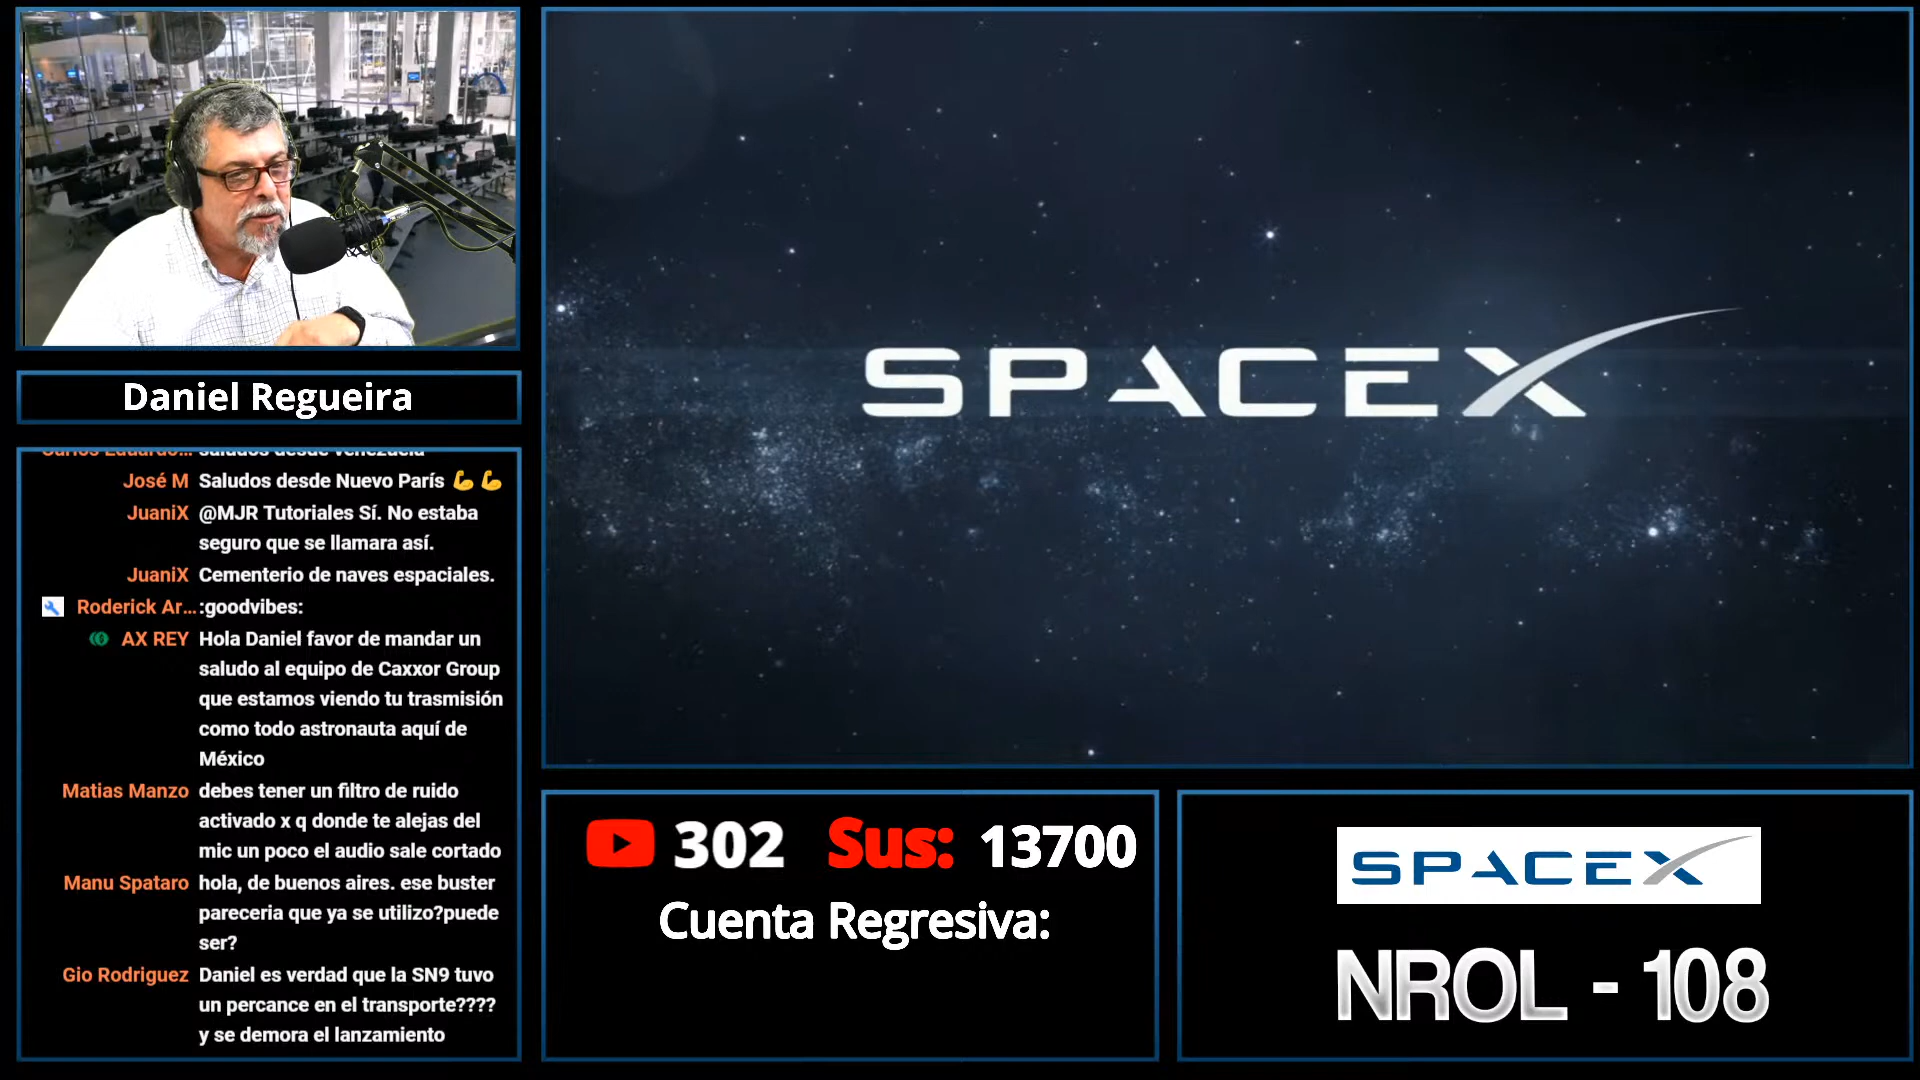 SPACEX
Daniel Regueira
saludos desde venezuela
José M Saludos desde Nuevo París 💪 💪
JuaniX @MJR Tutoriales Sí. No estaba
seguro que se llamara así.
JuaniX Cementerio de naves espaciales.
Roderick Ar... :goodvibes:
AX REY Hola Daniel favor de mandar un
saludo al equipo de Caxxor Group
que estamos viendo tu trasmisión
como todo astronauta aquí de
México
Matias Manzo debes tener un filtro de ruido
activado x q donde te alejas del
mic un poco el audio sale cortado
Manu Spataro hola, de buenos aires. ese buster
pareceria que ya se utilizo?puede
ser?
Gio Rodriguez Daniel es verdad que la SN9 tuvo
un percance en el transporte????
y se demora el lanzamiento
302 Sus: 13700
Cuenta Regresiva:
SPACEX
NROL - 108